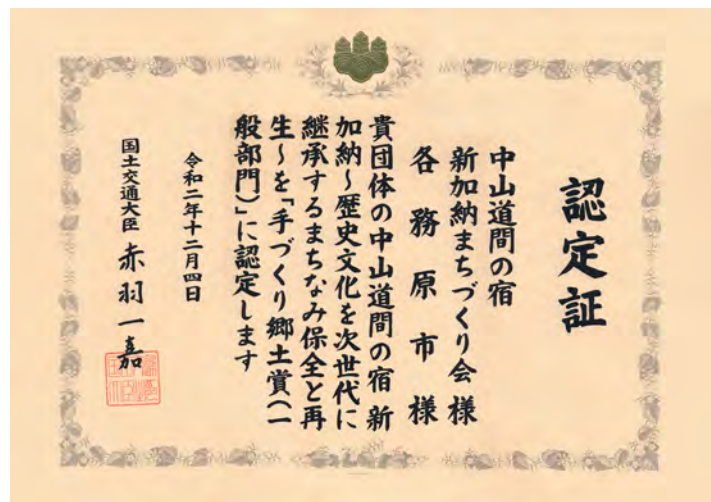 認定証
中山道間の宿
新加納まちづくり会様
各務原市様
貴団体の中山道間の宿新
加納~歴史文化を次世代に
継承するまちなみ保全と再
生~を「手づくり郷土賞(一
般部門)」に認定します
令和二年十二月四日
国土交通大臣 赤羽一嘉